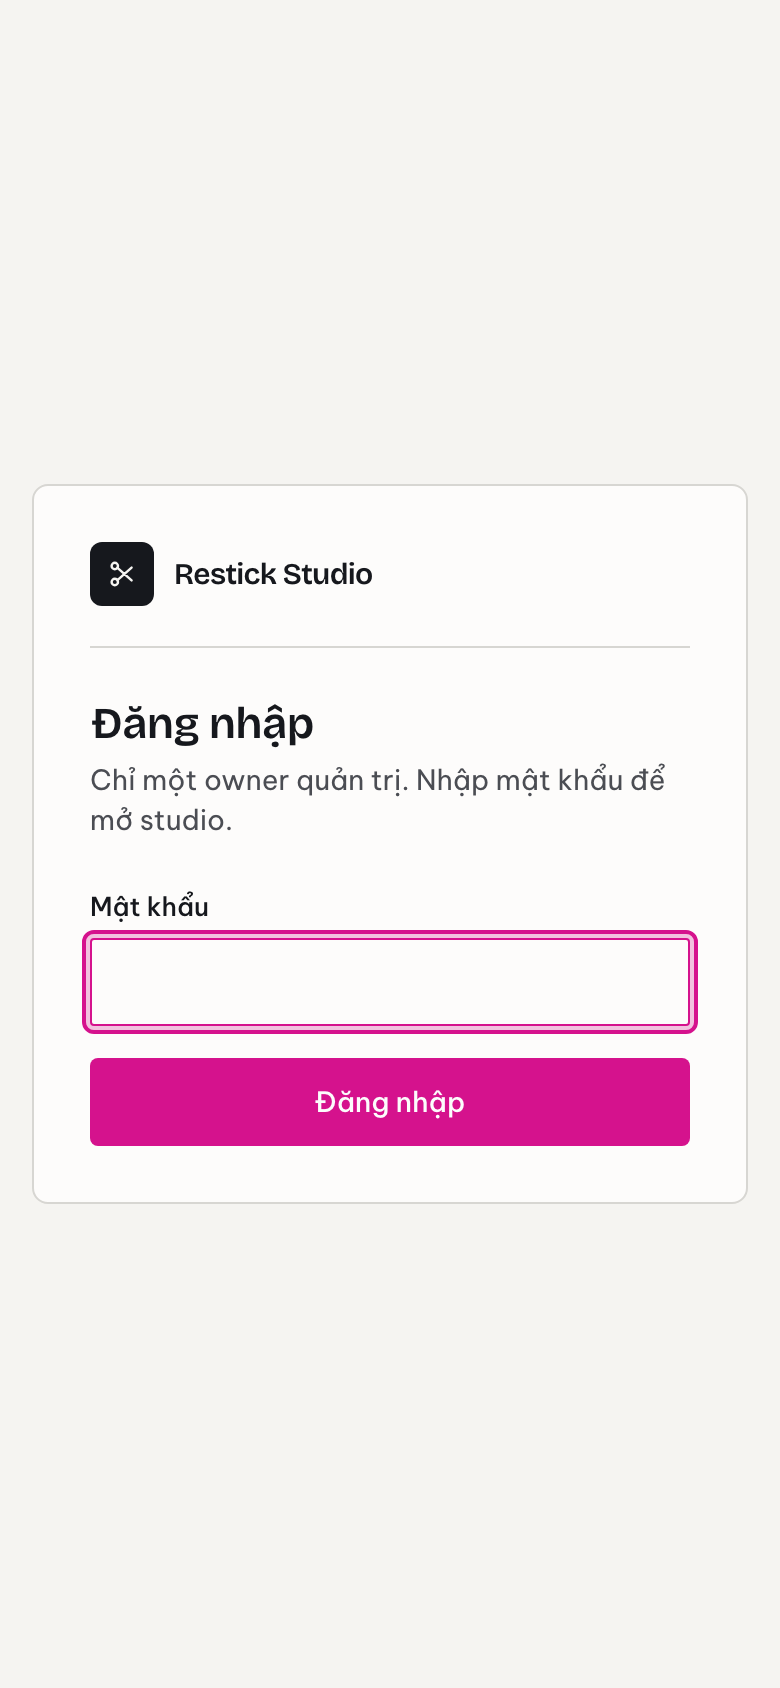 Restick Studio
Đăng nhập
Chỉ một owner quản trị. Nhập mật khẩu để
mở studio.
Mật khẩu
Đăng nhập